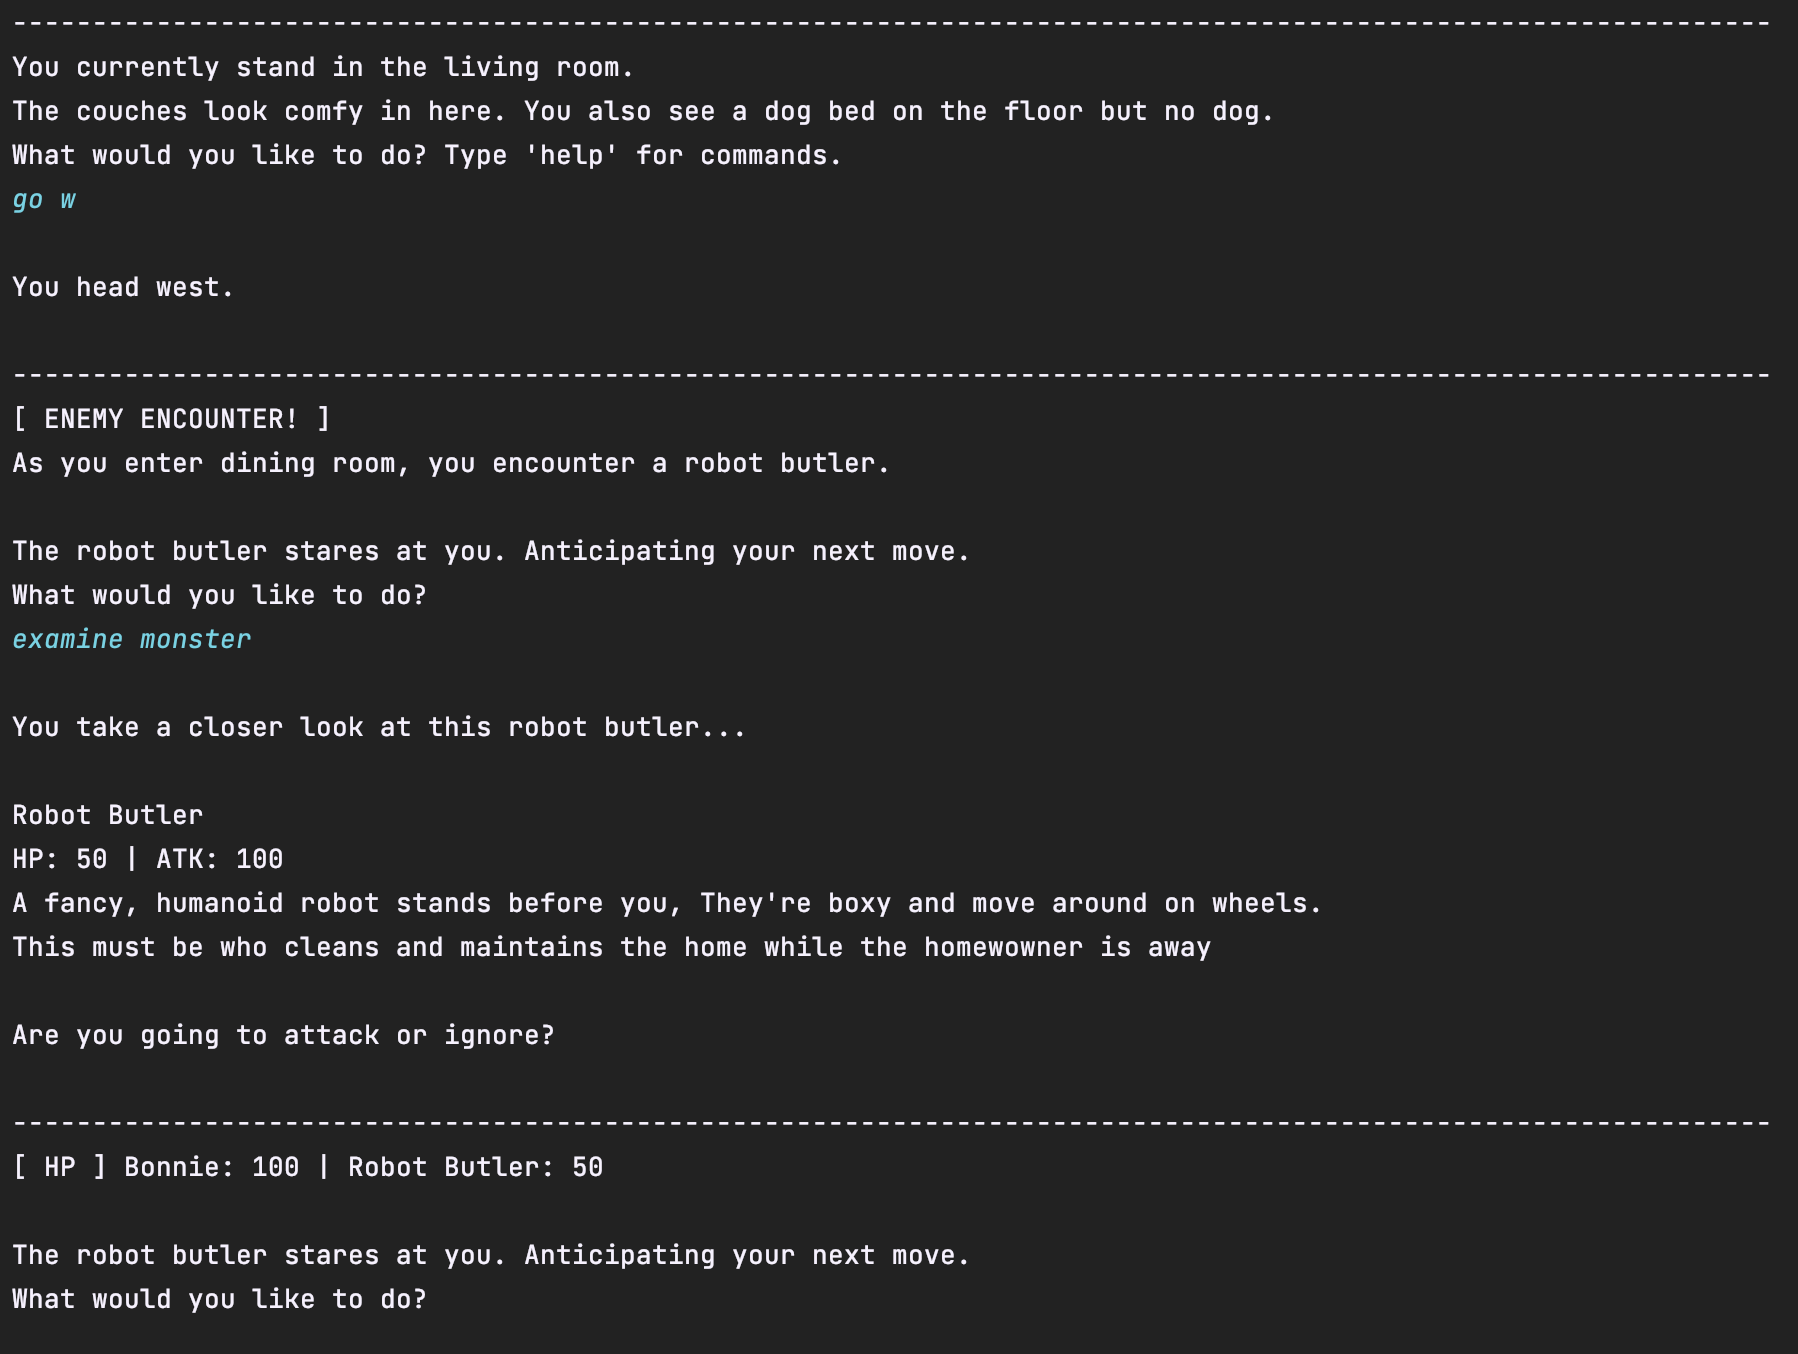 --------------------------------------------------------------------------------------------------------------
You currently stand in the living room.
The couches look comfy in here. You also see a dog bed on the floor but no dog.
What would you like to do? Type 'help' for commands.
go w
You head west.
--------------------------------------------------------------------------------------------------------------
[ ENEMY ENCOUNTER! ]
As you enter dining room, you encounter a robot butler.
The robot butler stares at you. Anticipating your next move.
What would you like to do?
examine monster
You take a closer look at this robot butler...
Robot Butler
HP: 50 | ATK: 100
A fancy, humanoid robot stands before you, They're boxy and move around on wheels.
This must be who cleans and maintains the home while the homewowner is away
Are you going to attack or ignore?
--------------------------------------------------------------------------------------------------------------
[ HP ] Bonnie: 100 | Robot Butler: 50
The robot butler stares at you. Anticipating your next move.
What would you like to do?